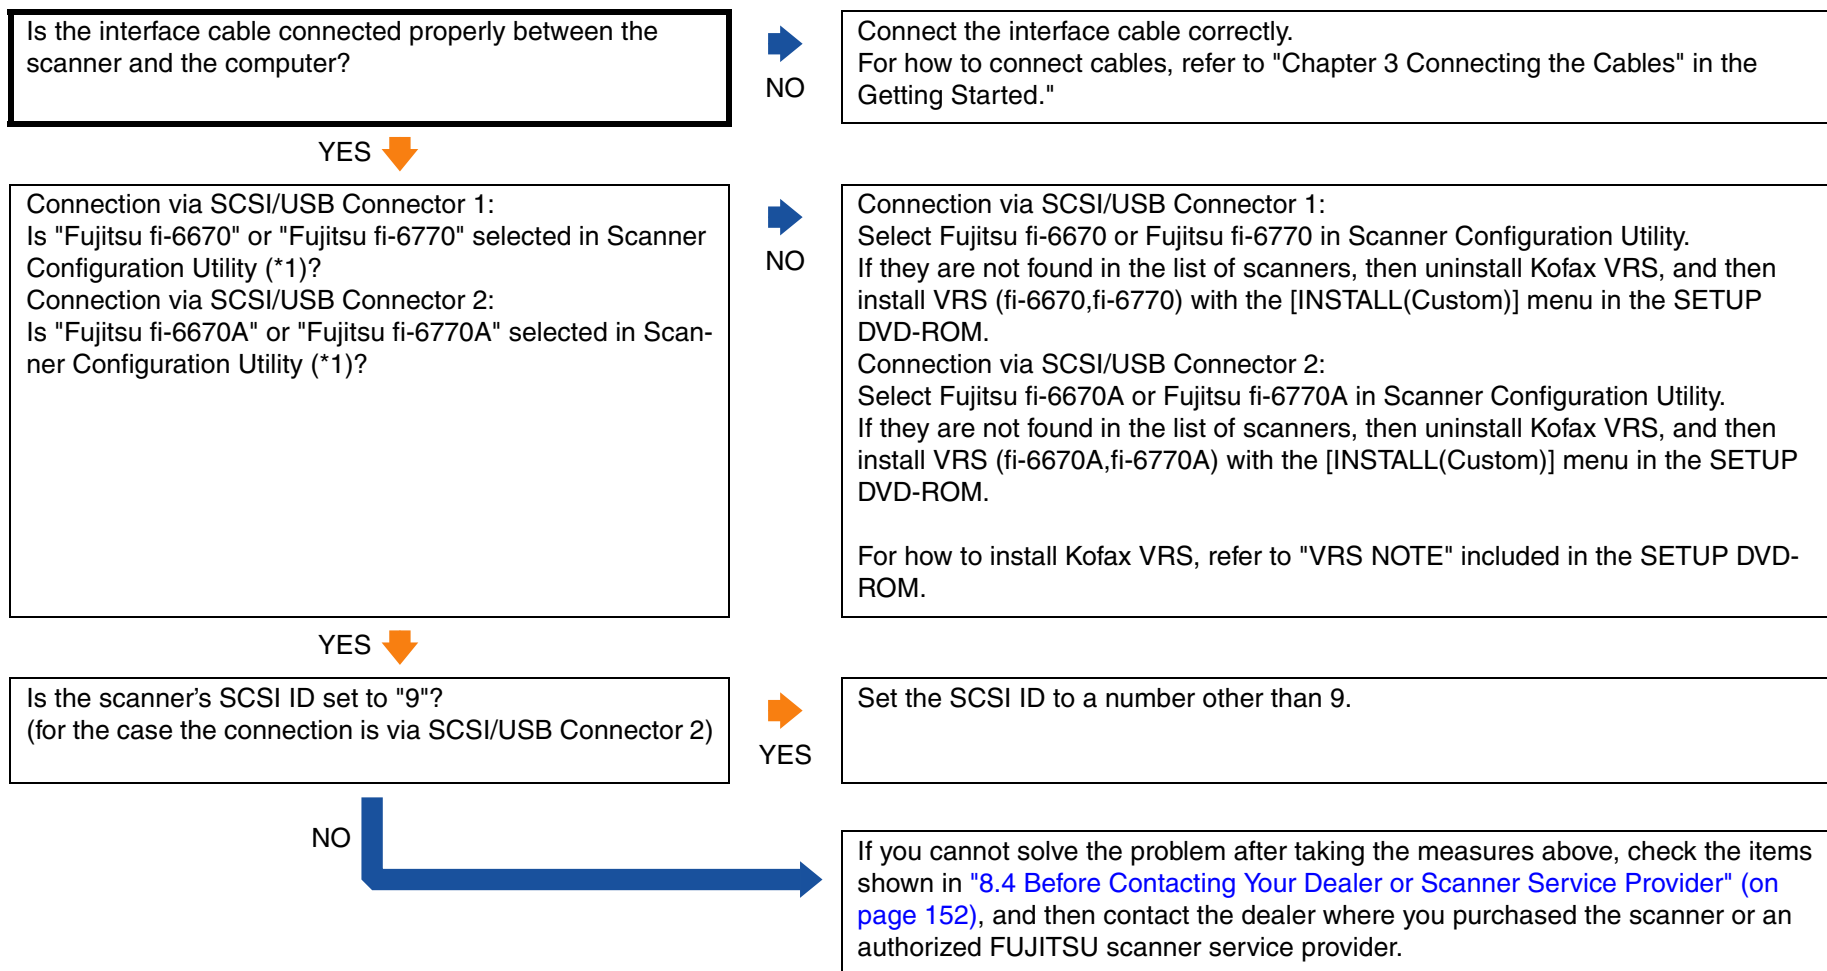 Is the interface cable connected properly between the
scanner and the computer?
NO
Connect the interface cable correctly.
For how to connect cables, refer to "Chapter 3 Connecting the Cables" in the
Getting Started."
YES
Connection via SCSI/USB Connector 1:
Is "Fujitsu fi-6670" or "Fujitsu fi-6770" selected in Scanner
Configuration Utility (*1)?
Connection via SCSI/USB Connector 2:
Is "Fujitsu fi-6670A" or "Fujitsu fi-6770A" selected in Scan-
ner Configuration Utility (*1)?
NO
Connection via SCSI/USB Connector 1:
Select Fujitsu fi-6670 or Fujitsu fi-6770 in Scanner Configuration Utility.
If they are not found in the list of scanners, then uninstall Kofax VRS, and then
install VRS (fi-6670,fi-6770) with the [INSTALL(Custom)] menu in the SETUP
DVD-ROM.
Connection via SCSI/USB Connector 2:
Select Fujitsu fi-6670A or Fujitsu fi-6770A in Scanner Configuration Utility.
If they are not found in the list of scanners, then uninstall Kofax VRS, and then
install VRS (fi-6670A,fi-6770A) with the [INSTALL(Custom)] menu in the SETUP
DVD-ROM.
For how to install Kofax VRS, refer to "VRS NOTE" included in the SETUP DVD-
ROM.
YES
Is the scanner's SCSI ID set to "9"?
(for the case the connection is via SCSI/USB Connector 2)
YES
Set the SCSI ID to a number other than 9.
NO
If you cannot solve the problem after taking the measures above, check the items
shown in "8.4 Before Contacting Your Dealer or Scanner Service Provider" (on
page 152), and then contact the dealer where you purchased the scanner or an
authorized FUJITSU scanner service provider.